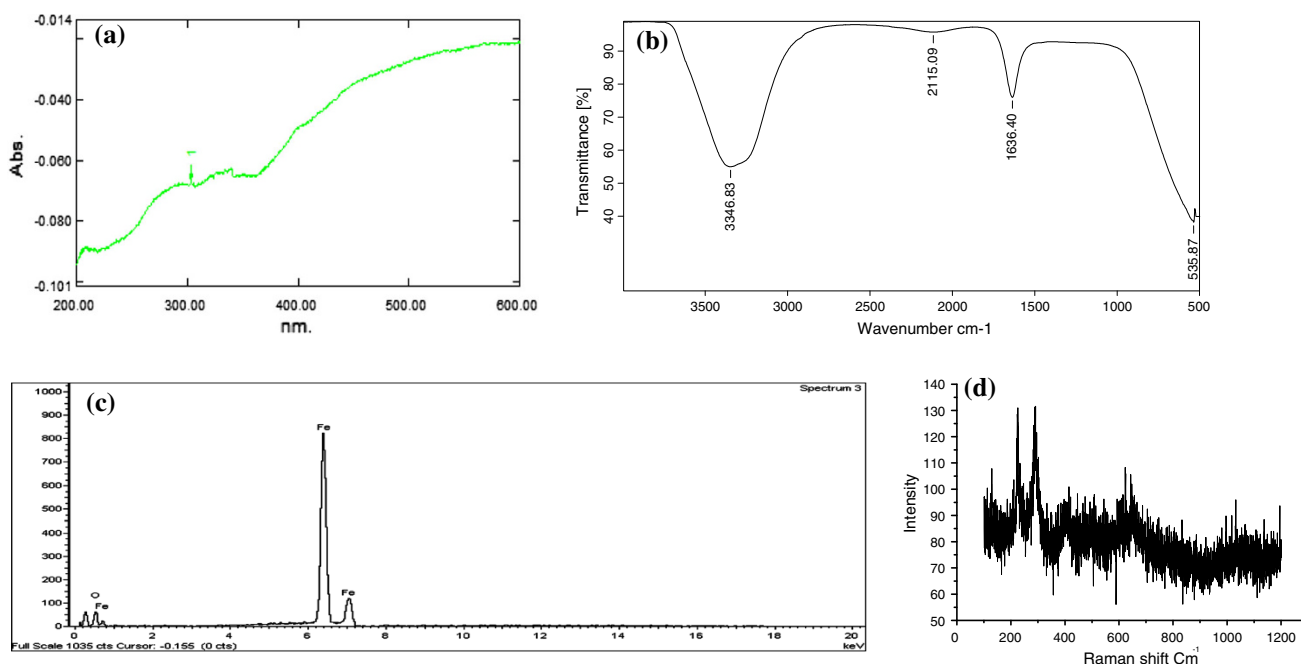 (a)
-0.014
-0.040
-0.060
-0.080
-0.101
Abs.
1
200.00 300.00 400.00 500.00 600.00
nm.
(b)
90
80
70
60
50
40
Transmittance [%]
3346.83
2115.09
1636.40
535.87
3500 3000 2500 2000 1500 1000 500
Wavenumber cm-1
(c)
Spectrum 3
1000
900
800
700
600
500
400
300
200
100
0
O
Fe
Fe
Fe
0 2 4 6 8 10 12 14 16 18 20
Full Scale 1035 cts Cursor: -0.155 (0 cts)
keV
(d)
140
130
120
110
100
90
80
70
60
50
Intensity
0 200 400 600 800 1000 1200
Raman shift Cm-1